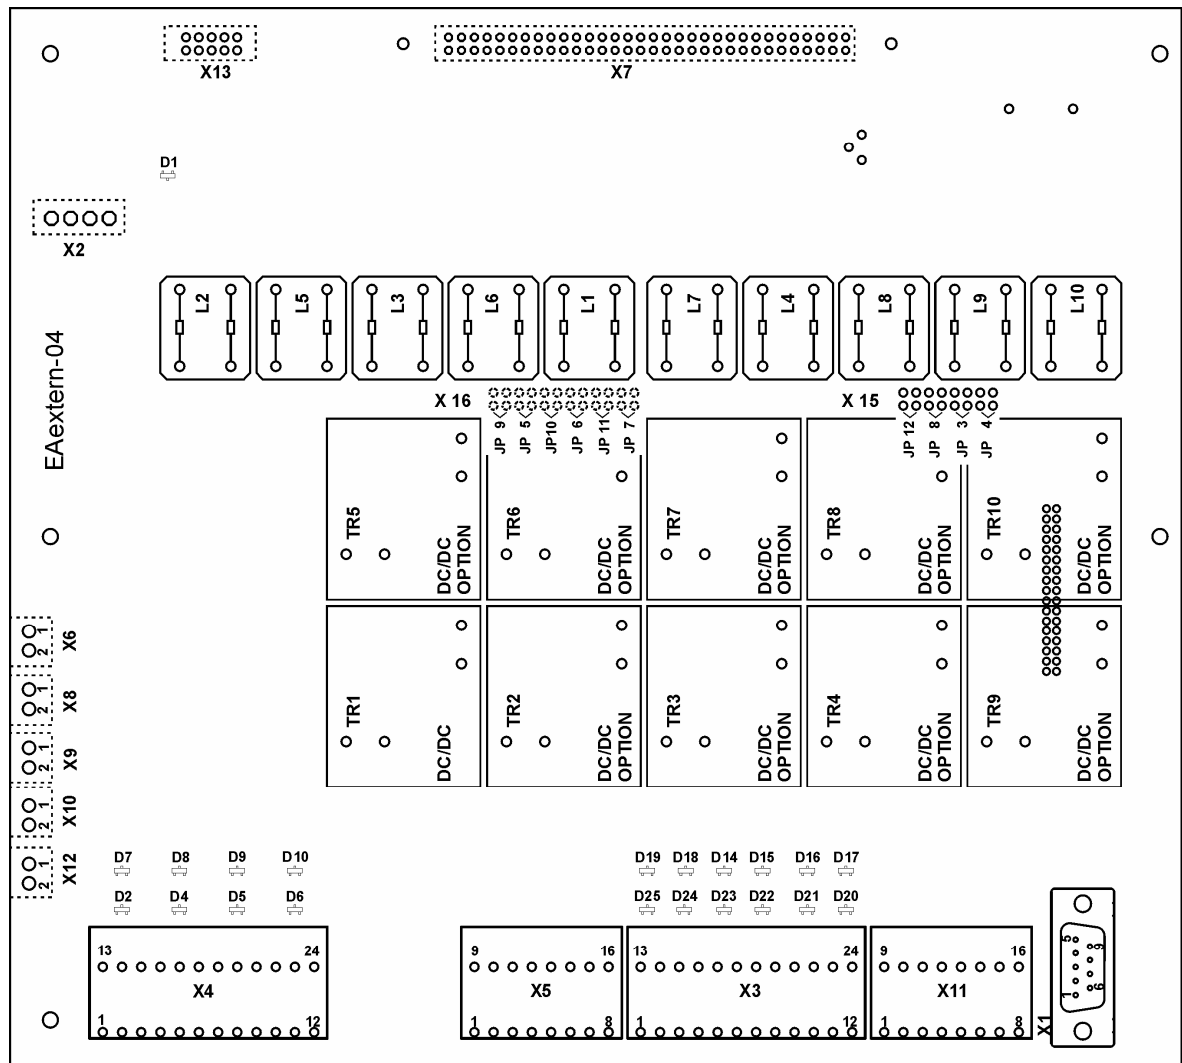 X13
X7
D1
X2
EAextern-04
L2
L5
L3
L6
L1
L7
L4
L8
L9
L10
X 16
X 15
JP 9
JP 5
JP10
JP 6
JP 11
JP 7
JP 12
JP 8
JP 3
JP 4
TR5
DC/DC
OPTION
TR6
DC/DC
OPTION
TR7
DC/DC
OPTION
TR8
DC/DC
OPTION
TR10
DC/DC
OPTION
TR1
DC/DC
TR2
DC/DC
OPTION
TR3
DC/DC
OPTION
TR4
DC/DC
OPTION
TR9
DC/DC
OPTION
1
2
X6
1
2
X8
1
2
X9
1
2
X10
1
2
X12
D7 D8 D9 D10
D2 D4 D5 D6
D19 D18 D14 D15 D16 D17
D25 D24 D23 D22 D21 D20
13 24
X4
1 12
9 16
X5
1 8
13 24
X3
1 12
9 16
X11
1 8
5 9
1 6
X1